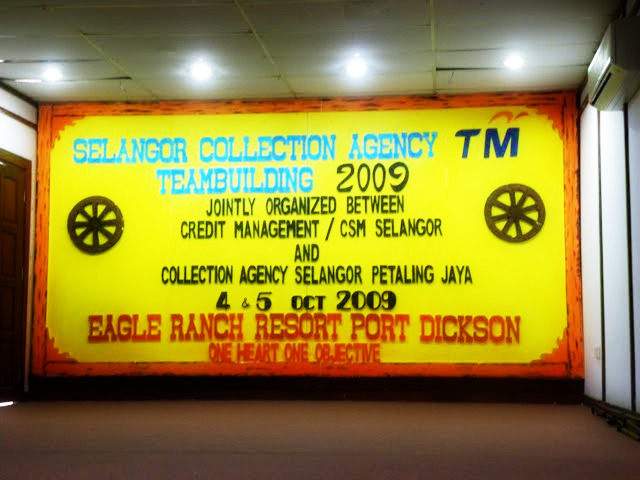 SELANGOR COLLECTION AGENCY TM
TEAMBUILDING 2009
JOINTLY ORGANIZED BETWEEN
CREDIT MANAGEMENT / CSM SELANGOR
AND
COLLECTION AGENCY SELANGOR PETALING JAYA
4 & 5 OCT 2009
EAGLE RANCH RESORT PORT DICKSON
ONE HEART ONE OBJECTIVE